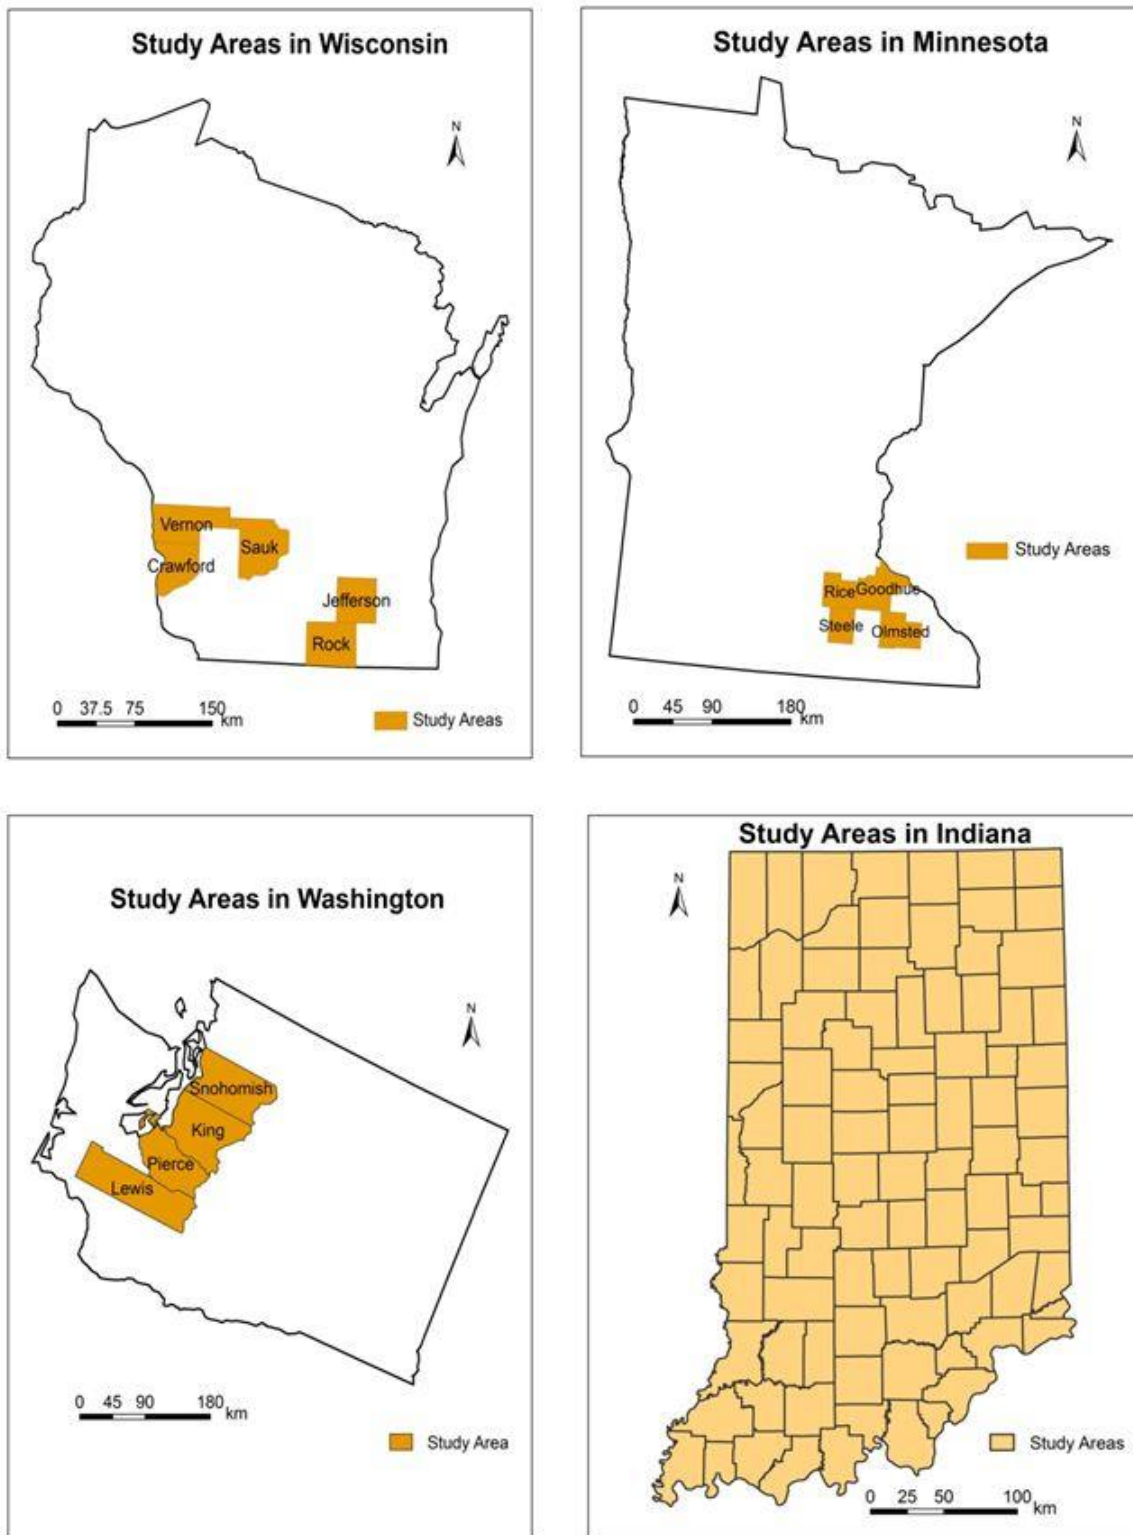 Study Areas in Wisconsin
N
Vernon
Sauk
Crawford
Jefferson
Rock
0 37.5 75 150
km
Study Areas
Study Areas in Minnesota
N
Study Areas
Rice Goodhue
Steele
Olmsted
0 45 90 180
km
Study Areas in Washington
N
Snohomish
King
Pierce
Lewis
0 45 90 180
km
Study Area
Study Areas in Indiana
N
Study Areas
0 25 50 100
km